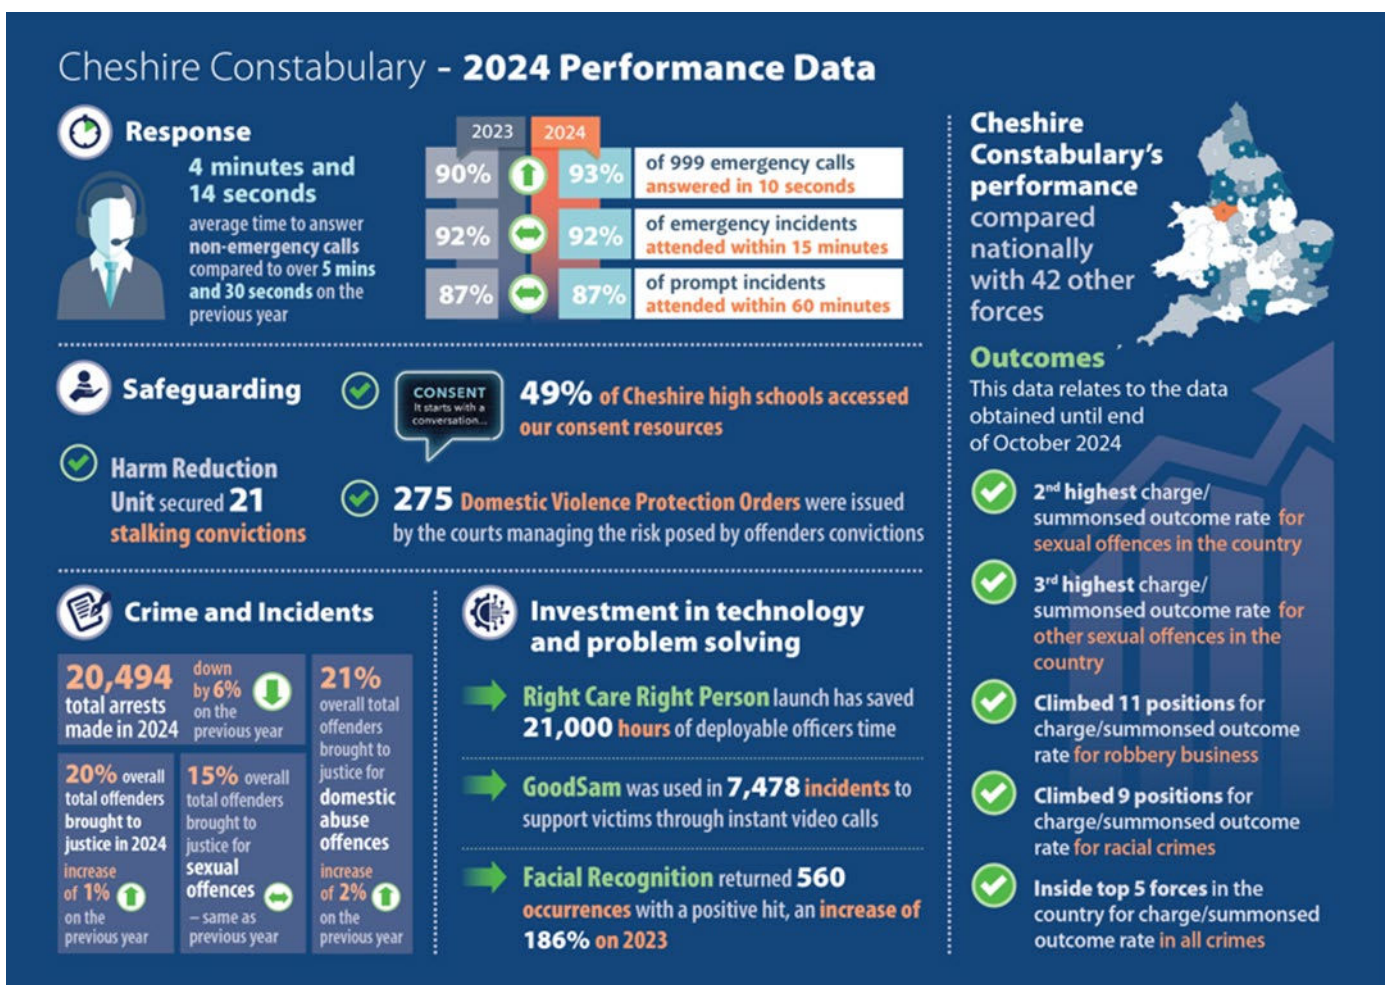 Cheshire Constabulary - 2024 Performance Data
Response
4 minutes and
14 seconds
average time to answer
non-emergency calls
compared to over 5 mins
and 30 seconds on the
previous year
2023 2024
90% 93% of 999 emergency calls
answered in 10 seconds
92% 92% of emergency incidents
attended within 15 minutes
87% 87% of prompt incidents
attended within 60 minutes
Safeguarding
Harm Reduction
Unit secured 21
stalking convictions
CONSENT
It starts with a
conversation...
49% of Cheshire high schools accessed
our consent resources
275 Domestic Violence Protection Orders were issued
by the courts managing the risk posed by offenders convictions
Crime and Incidents
20,494
total arrests
made in 2024
down
by 6%
on the
previous year
20% overall
total offenders
brought to
justice in 2024
increase
of 1%
on the
previous year
15% overall
total offenders
brought to
justice for
sexual
offences
– same as
previous year
21%
overall total
offenders
brought to
justice for
domestic
abuse
offences
increase
of 2%
on the
previous year
Investment in technology
and problem solving
Right Care Right Person launch has saved
21,000 hours of deployable officers time
GoodSam was used in 7,478 incidents to
support victims through instant video calls
Facial Recognition returned 560
occurrences with a positive hit, an increase of
186% on 2023
Cheshire
Constabulary's
performance
compared
nationally
with 42 other
forces
Outcomes
This data relates to the data
obtained until end
of October 2024
2nd highest charge/
summonsed outcome rate for
sexual offences in the country
3rd highest charge/
summonsed outcome rate for
other sexual offences in the
country
Climbed 11 positions for
charge/summonsed outcome
rate for robbery business
Climbed 9 positions for
charge/summonsed outcome
rate for racial crimes
Inside top 5 forces in the
country for charge/summonsed
outcome rate in all crimes